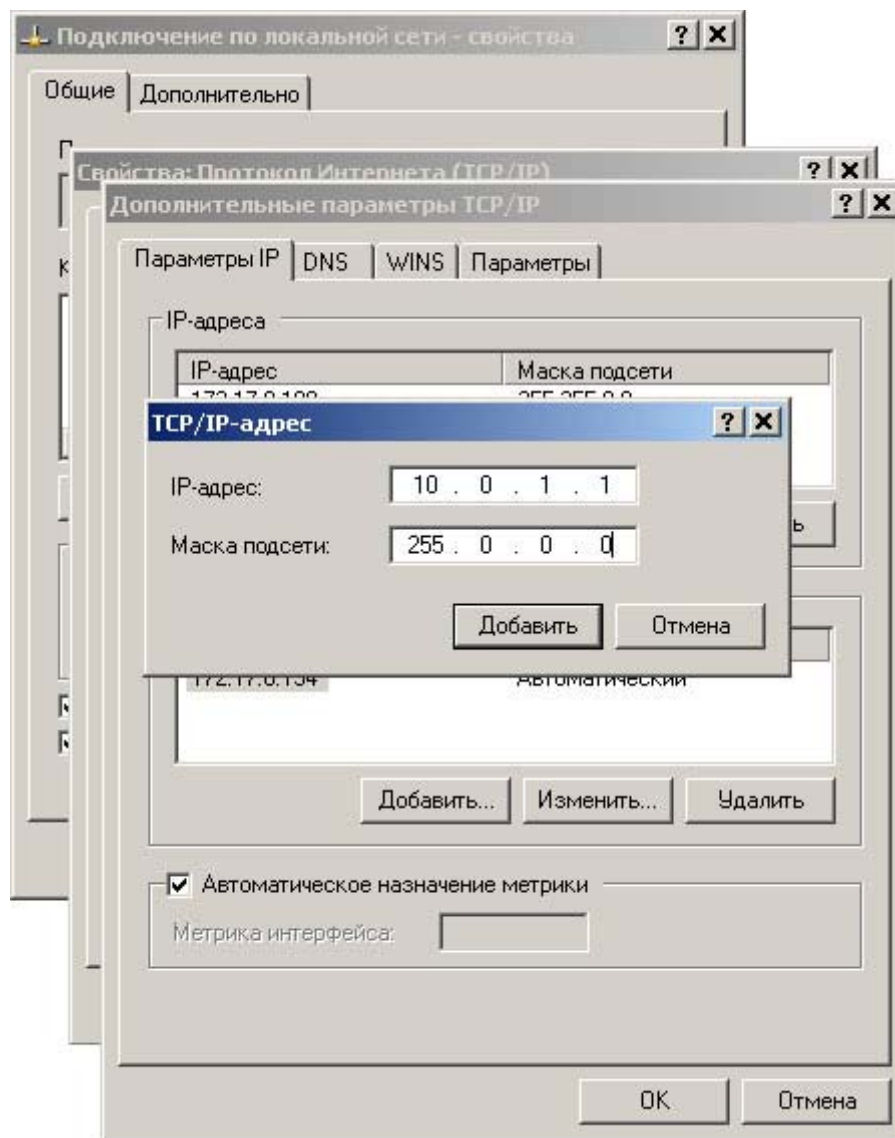 Подключение по локальной сети - свойства
Общие
Дополнительно
Свойства: Протокол Интернета (TCP/IP)
Дополнительные параметры TCP/IP
Параметры IP
DNS
WINS
Параметры
IP-адреса
IP-адрес
Маска подсети
TCP/IP-адрес
IP-адрес:
10 . 0 . 1 . 1
Маска подсети:
255 . 0 . 0 . 0
Добавить
Отмена
Автоматический
Добавить...
Изменить...
Удалить
Автоматическое назначение метрики
Метрика интерфейса:
OK
Отмена